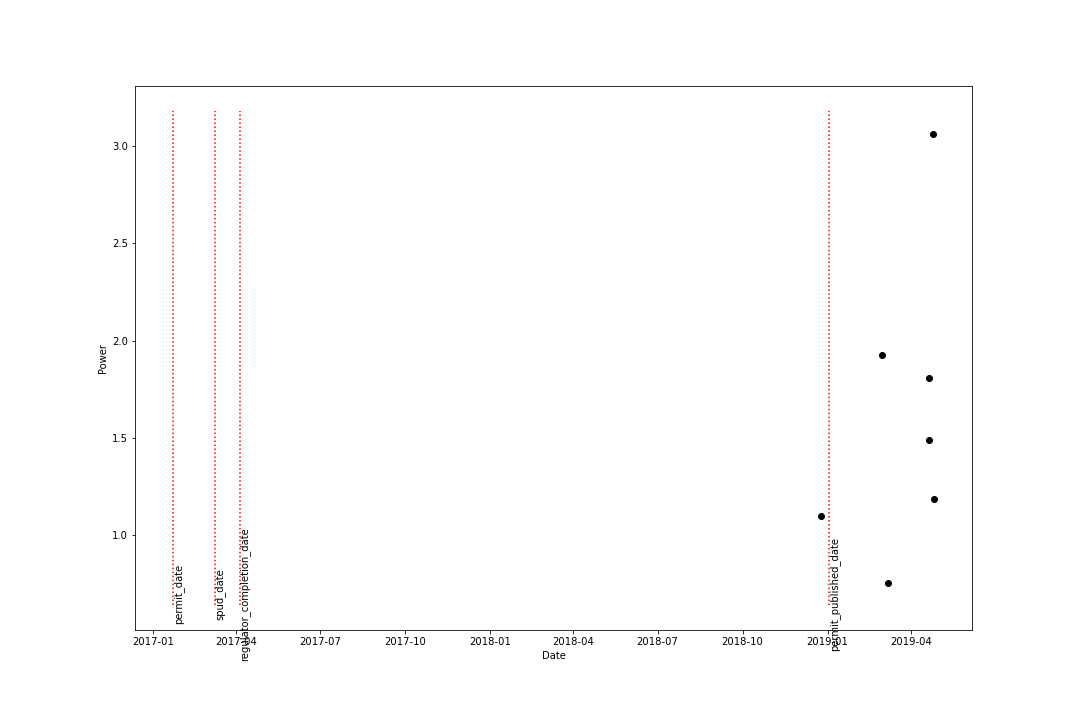 3.0
2.5
2.0
1.5
1.0
Power
permit_date
spud_date
regulator_completion_date
permit_published_date
2017-01
2017-04
2017-07
2017-10
2018-01
2018-04
2018-07
2018-10
2019-01
2019-04
Date